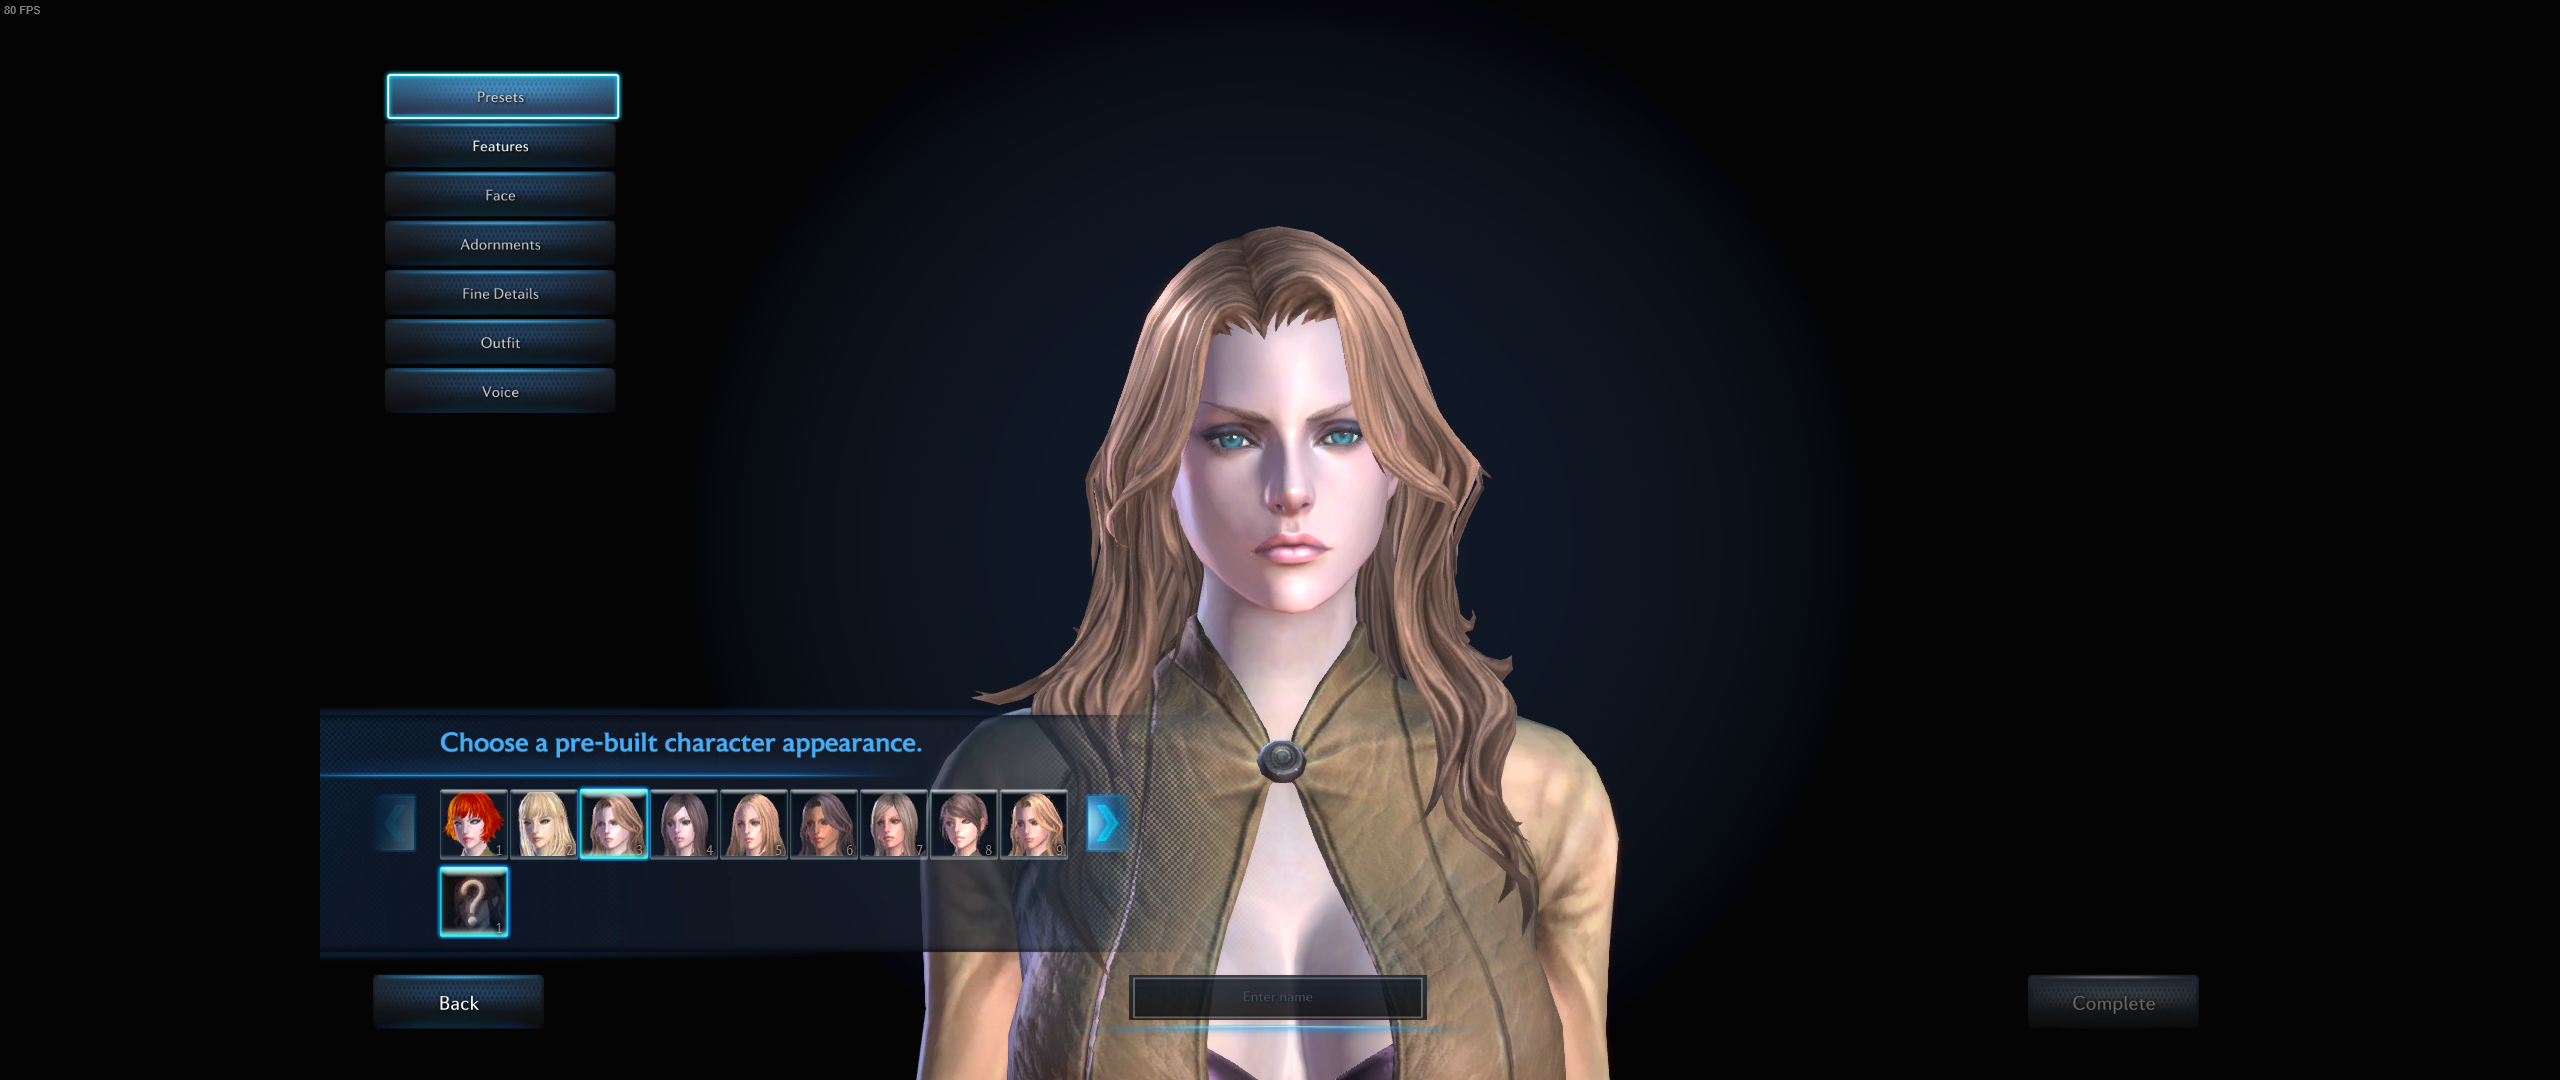 80 FPS
Presets
Features
Face
Adornments
Fine Details
Outfit
Voice
Choose a pre-built character appearance.
1 2 3 4 5 6 7 8 9
?
1
Enter name
Back
Complete